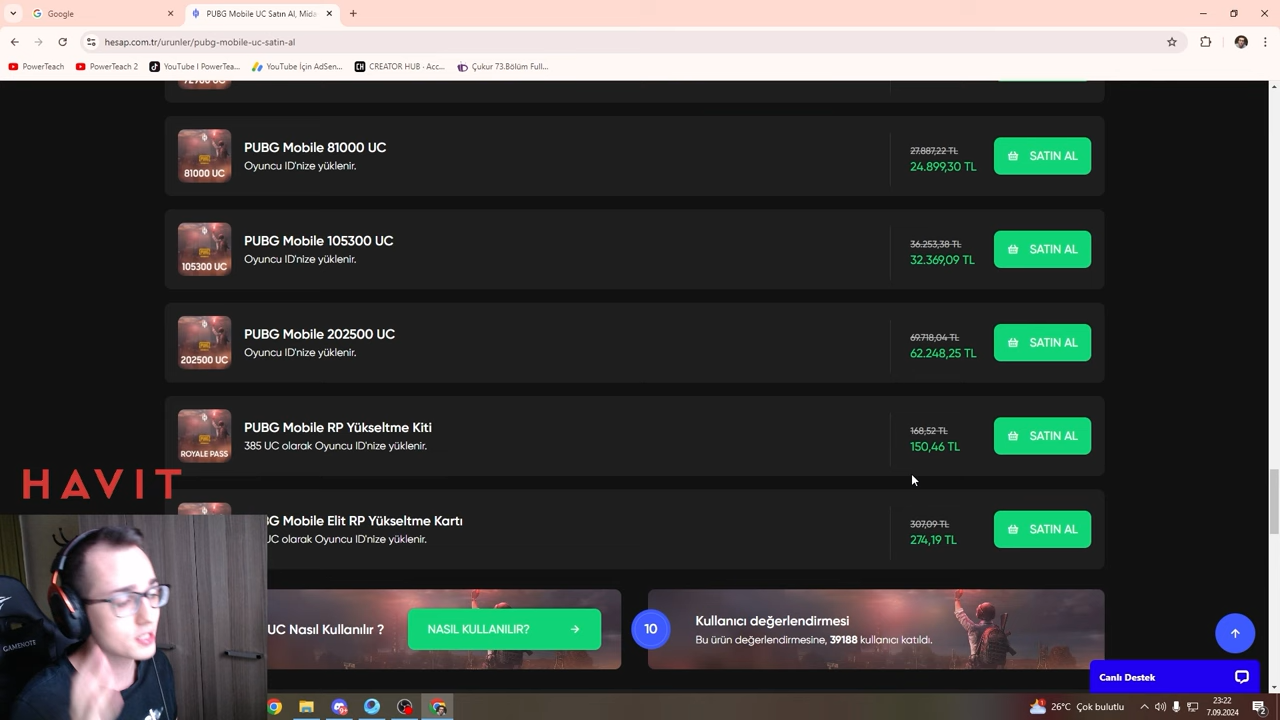 Google
PUBG Mobile UC Satın Al, Mida
hesap.com.tr/urunler/pubg-mobile-uc-satin-al
PowerTeach
PowerTeach 2
YouTube I PowerTea...
YouTube İçin AdSen...
CREATOR HUB · Acc...
Çukur 73.Bölüm Full...
PUBG Mobile 81000 UC
Oyuncu ID'nize yüklenir.
81000 UC
27.887,22 TL
24.899,30 TL
SATIN AL
PUBG Mobile 105300 UC
Oyuncu ID'nize yüklenir.
105300 UC
36.253,38 TL
32.369,09 TL
SATIN AL
PUBG Mobile 202500 UC
Oyuncu ID'nize yüklenir.
202500 UC
69.718,04 TL
62.248,25 TL
SATIN AL
PUBG Mobile RP Yükseltme Kiti
385 UC olarak Oyuncu ID'nize yüklenir.
ROYALE PASS
168,52 TL
150,46 TL
SATIN AL
HAVIT
Mobile Elit RP Yükseltme Kartı
olarak Oyuncu ID'nize yüklenir.
307,09 TL
274,19 TL
SATIN AL
UC Nasıl Kullanılır ?
NASIL KULLANILIR?
10
Kullanıcı değerlendirmesi
Bu ürün değerlendirmesine, 39188 kullanıcı katıldı.
Canlı Destek
GAMENOTE
26°C Çok bulutlu
23:22
7.09.2024